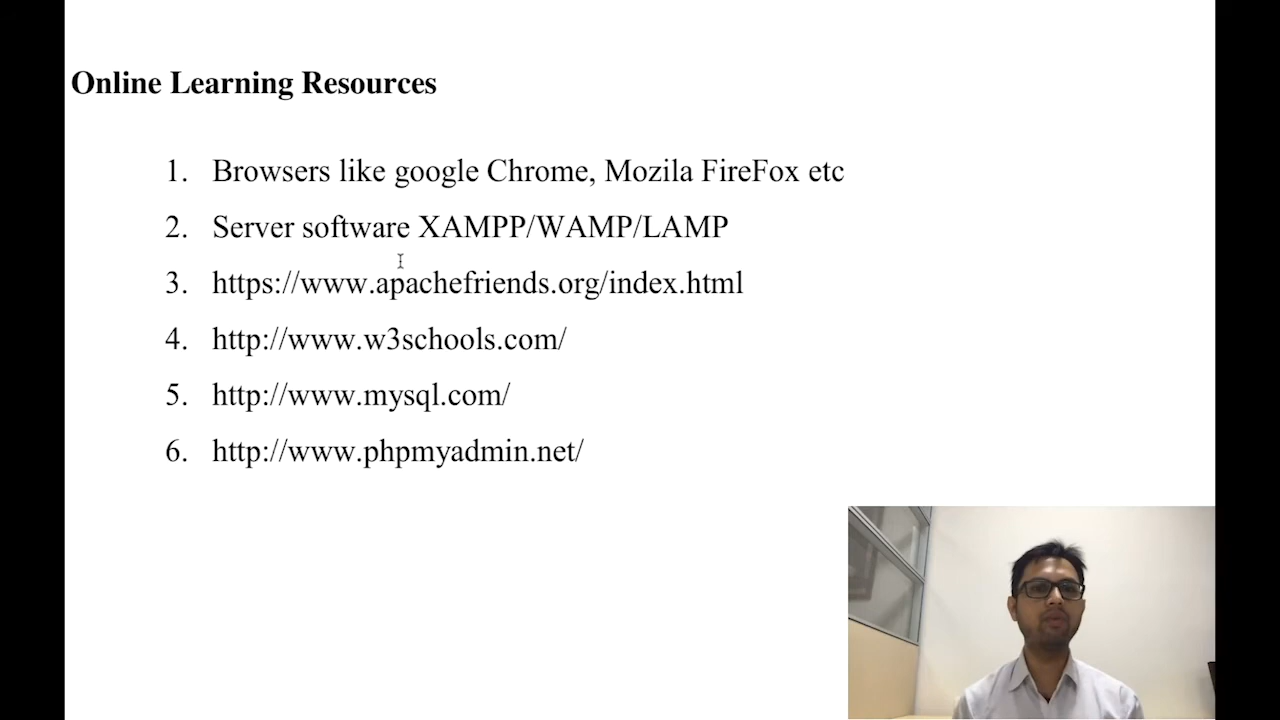 Online Learning Resources
1. Browsers like google Chrome, Mozila FireFox etc
2. Server software XAMPP/WAMP/LAMP
3. https://www.apachefriends.org/index.html
4. http://www.w3schools.com/
5. http://www.mysql.com/
6. http://www.phpmyadmin.net/